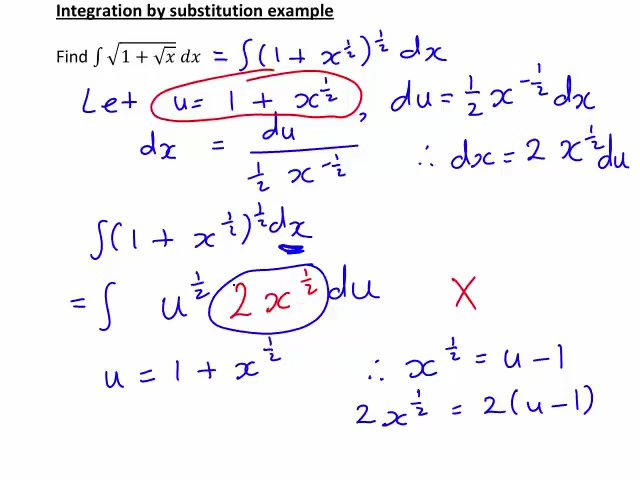 Integration by substitution example
Find ∫√(1 + √x) dx = ∫(1 + x^½)^½ dx
Let u = 1 + x^½, du = ½ x^-½ dx
dx = du / (½ x^-½) ∴ dx = 2 x^½ du
∫(1 + x^½)^½ dx
= ∫ u^½ 2x^½ du X
u = 1 + x^½ ∴ x^½ = u - 1
2x^½ = 2(u - 1)